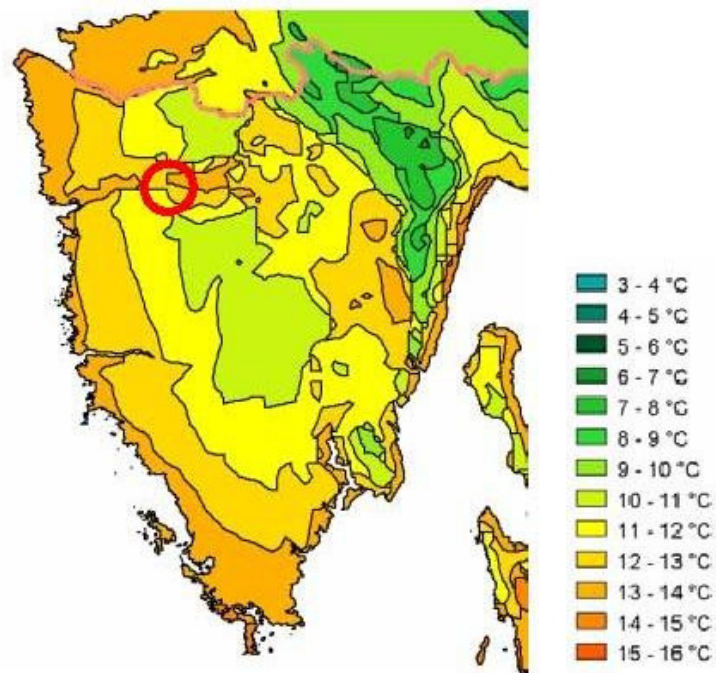 3 - 4 °C
4 - 5 °C
5 - 6 °C
6 - 7 °C
7 - 8 °C
8 - 9 °C
9 - 10 °C
10 - 11 °C
11 - 12 °C
12 - 13 °C
13 - 14 °C
14 - 15 °C
15 - 16 °C